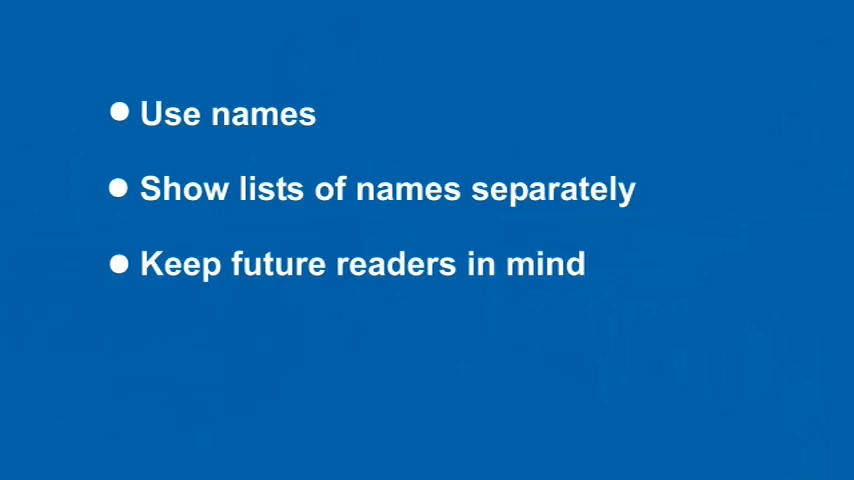 ● Use names
● Show lists of names separately
● Keep future readers in mind